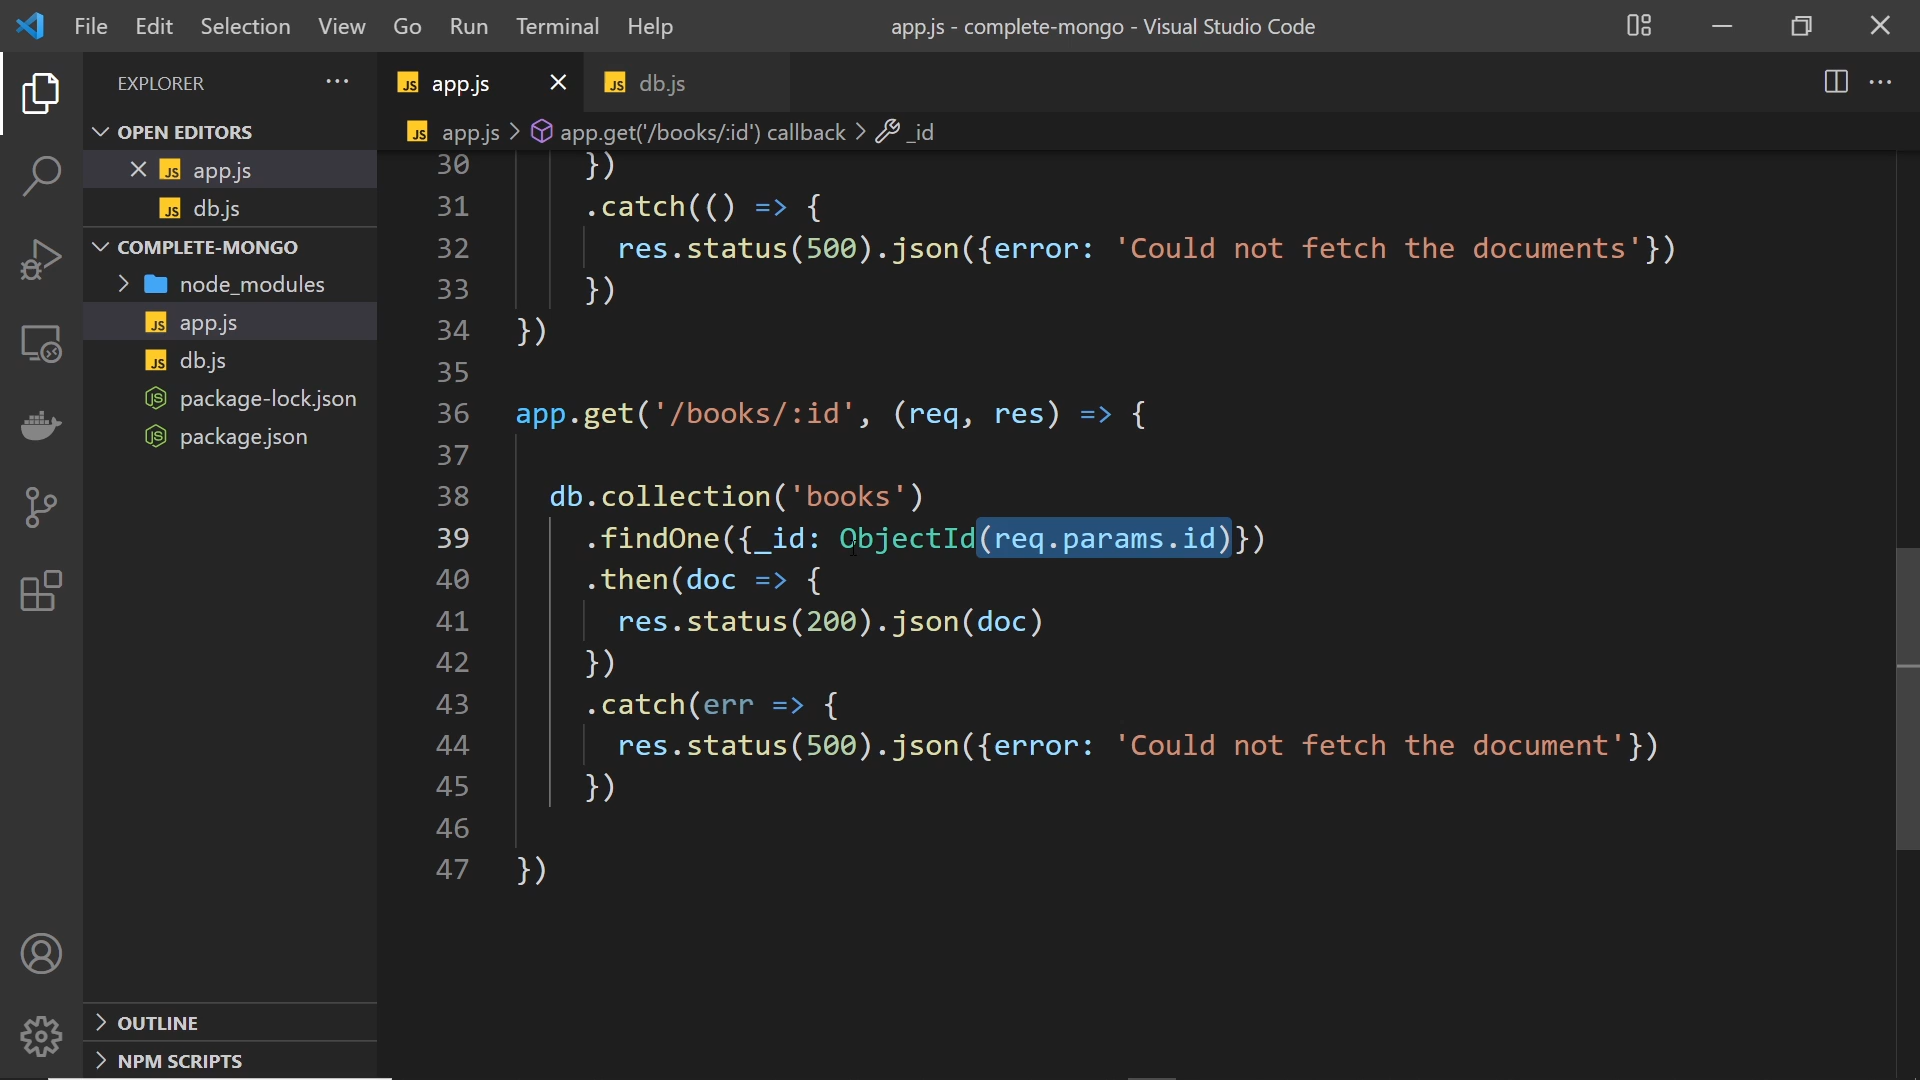 File Edit Selection View Go Run Terminal Help
app.js - complete-mongo - Visual Studio Code
EXPLORER
OPEN EDITORS
app.js
db.js
COMPLETE-MONGO
node_modules
app.js
db.js
package-lock.json
package.json
OUTLINE
NPM SCRIPTS
app.js
db.js
app.js > app.get('/books/:id') callback > _id
30 })
31 .catch(() => {
32 res.status(500).json({error: 'Could not fetch the documents'})
33 })
34 })
35
36 app.get('/books/:id', (req, res) => {
37
38 db.collection('books')
39 .findOne({_id: ObjectId(req.params.id)})
40 .then(doc => {
41 res.status(200).json(doc)
42 })
43 .catch(err => {
44 res.status(500).json({error: 'Could not fetch the document'})
45 })
46
47 })